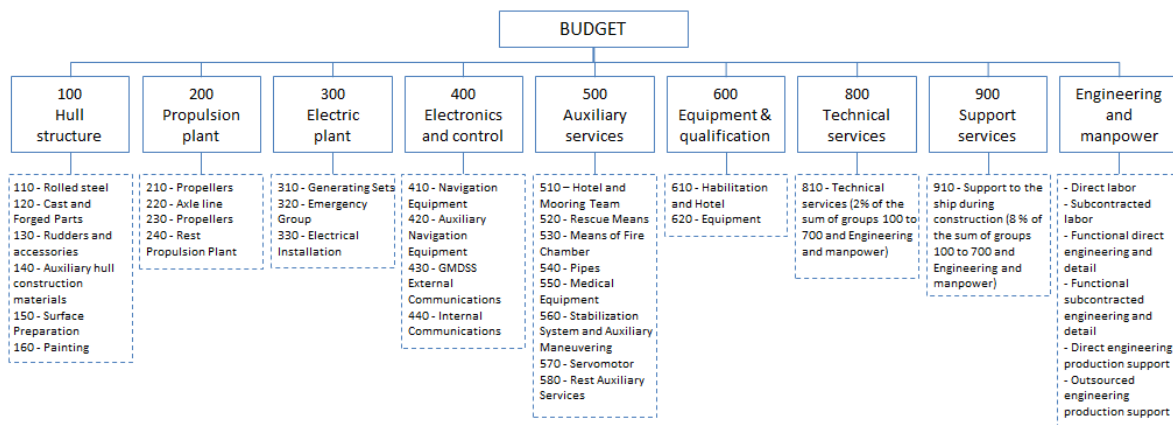 BUDGET
100
Hull
structure
200
Propulsion
plant
300
Electric
plant
400
Electronics
and control
500
Auxiliary
services
600
Equipment &
qualification
800
Technical
services
900
Support
services
Engineering
and
manpower
110 - Rolled steel
120 - Cast and
Forged Parts
130 - Rudders and
accessories
140 - Auxiliary hull
construction
materials
150 - Surface
Preparation
160 - Painting
210 - Propellers
220 - Axle line
230 - Propellers
240 - Rest
Propulsion Plant
310 - Generating Sets
320 - Emergency
Group
330 - Electrical
Installation
410 - Navigation
Equipment
420 - Auxiliary
Navigation
Equipment
430 - GMDSS
External
Communications
440 - Internal
Communications
510 – Hotel and
Mooring Team
520 - Rescue Means
530 - Means of Fire
Chamber
540 - Pipes
550 - Medical
Equipment
560 - Stabilization
System and Auxiliary
Maneuvering
570 - Servomotor
580 - Rest Auxiliary
Services
610 - Habilitation
and Hotel
620 - Equipment
810 - Technical
services (2% of the
sum of groups 100 to
700 and Engineering
and manpower)
910 - Support to the
ship during
construction (8 % of
the sum of groups
100 to 700 and
Engineering and
manpower)
- Direct labor
- Subcontracted
labor
- Functional direct
engineering and
detail
- Functional
subcontracted
engineering and
detail
- Direct engineering
production support
- Outsourced
engineering
production support